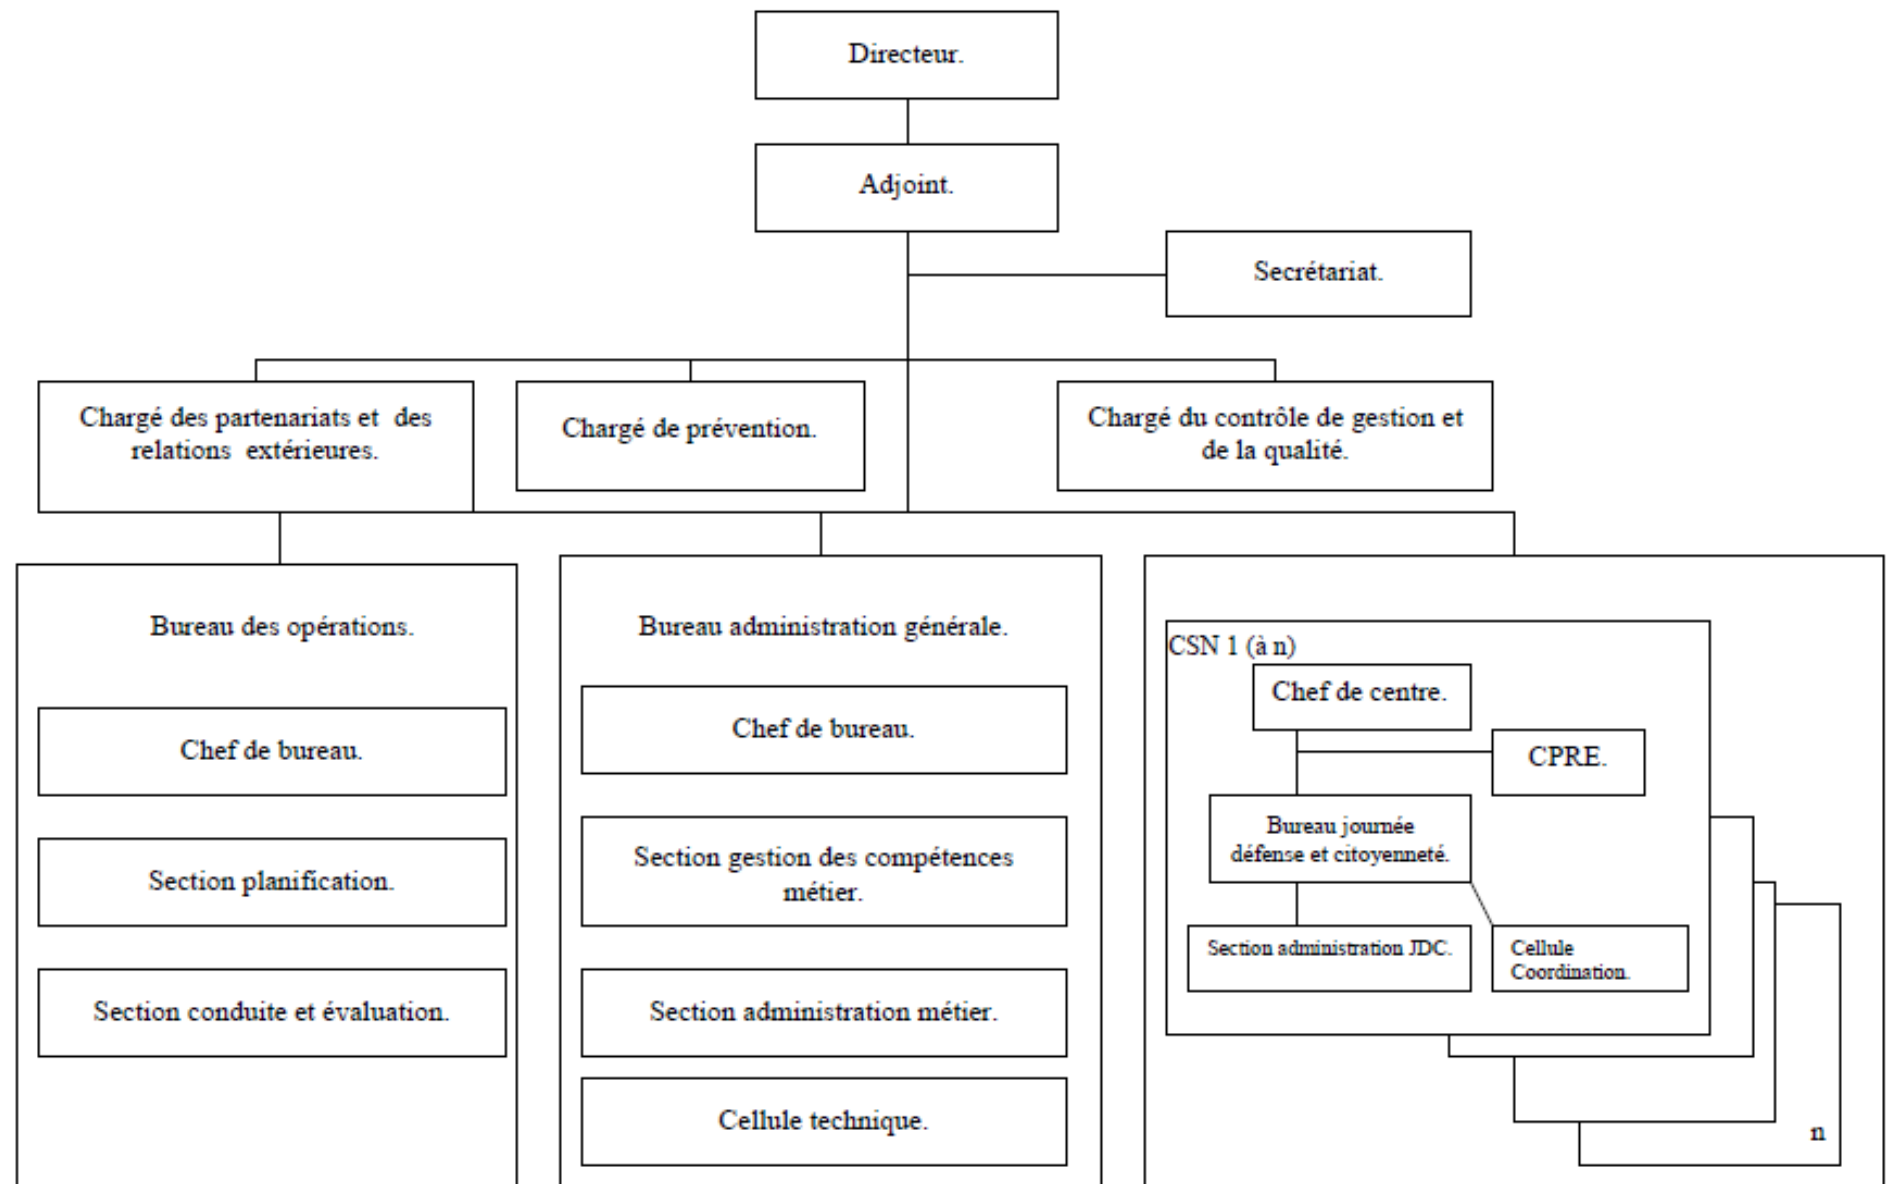 Directeur.
Adjoint.
Secrétariat.
Chargé des partenariats et des
relations extérieures.
Chargé de prévention.
Chargé du contrôle de gestion et
de la qualité.
Bureau des opérations.
Chef de bureau.
Section planification.
Section conduite et évaluation.
Bureau administration générale.
Chef de bureau.
Section gestion des compétences
métier.
Section administration métier.
Cellule technique.
CSN 1 (à n)
Chef de centre.
CPRE.
Bureau journée
défense et citoyenneté.
Section administration JDC.
Cellule
Coordination.
n